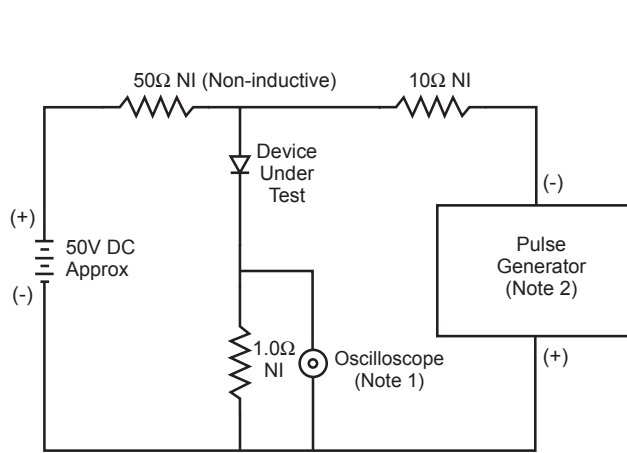 50Ω NI (Non-inductive)
10Ω NI
Device
Under
Test
(-)
(+)
50V DC
Approx
(-)
Pulse
Generator
(Note 2)
1.0Ω
NI
Oscilloscope
(Note 1)
(+)